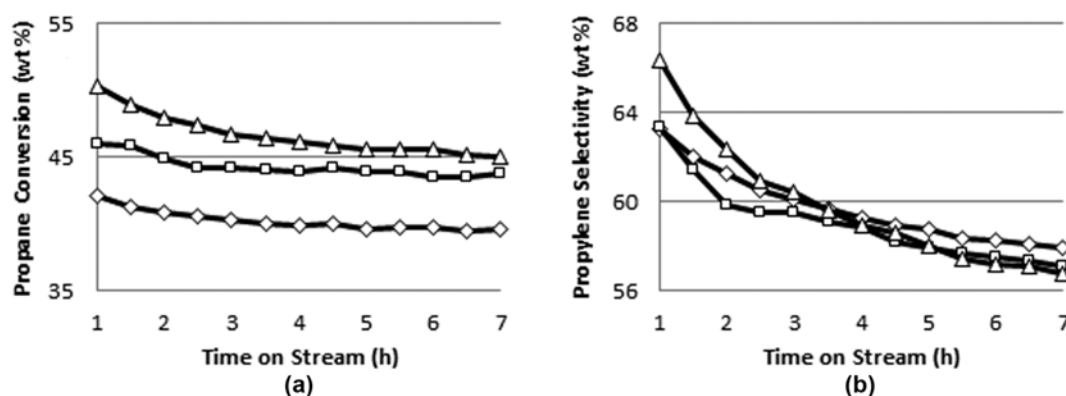 Propane Conversion (wt%)
55
45
35
1 2 3 4 5 6 7
Time on Stream (h)
(a)
Propylene Selectivity (wt%)
68
64
60
56
1 2 3 4 5 6 7
Time on Stream (h)
(b)